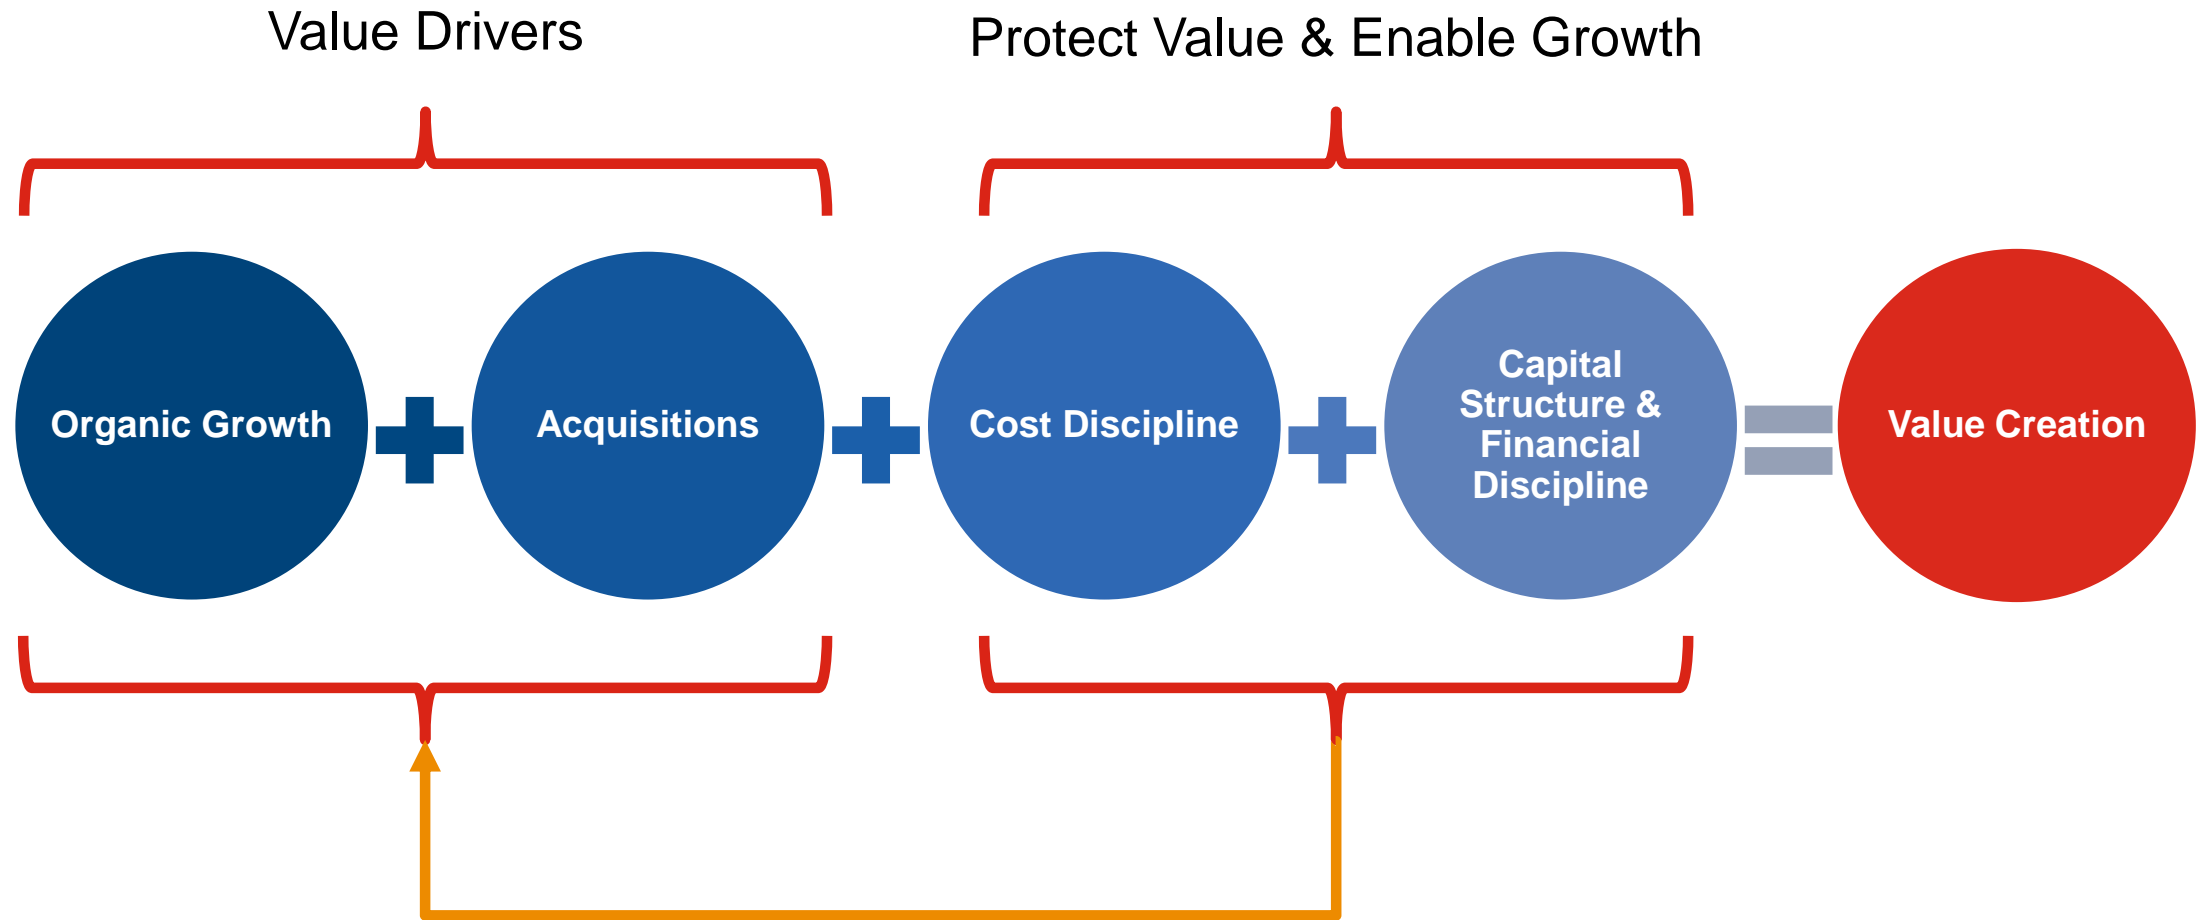 Value Drivers
Protect Value & Enable Growth
Organic Growth
Acquisitions
Cost Discipline
Capital
Structure &
Financial
Discipline
Value Creation